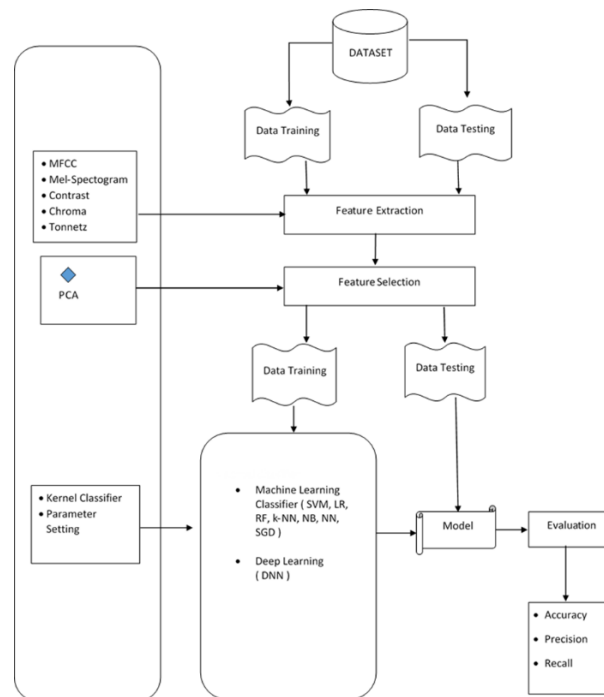 DATASET
Data Training
Data Testing
• MFCC
• Mel-Spectogram
• Contrast
• Chroma
• Tonnetz
Feature Extraction
PCA
Feature Selection
Data Training
Data Testing
• Kernel Classifier
• Parameter
Setting
• Machine Learning
Classifier ( SVM, LR,
RF, k-NN, NB, NN,
SGD )
• Deep Learning
( DNN )
Model
Evaluation
• Accuracy
• Precision
• Recall